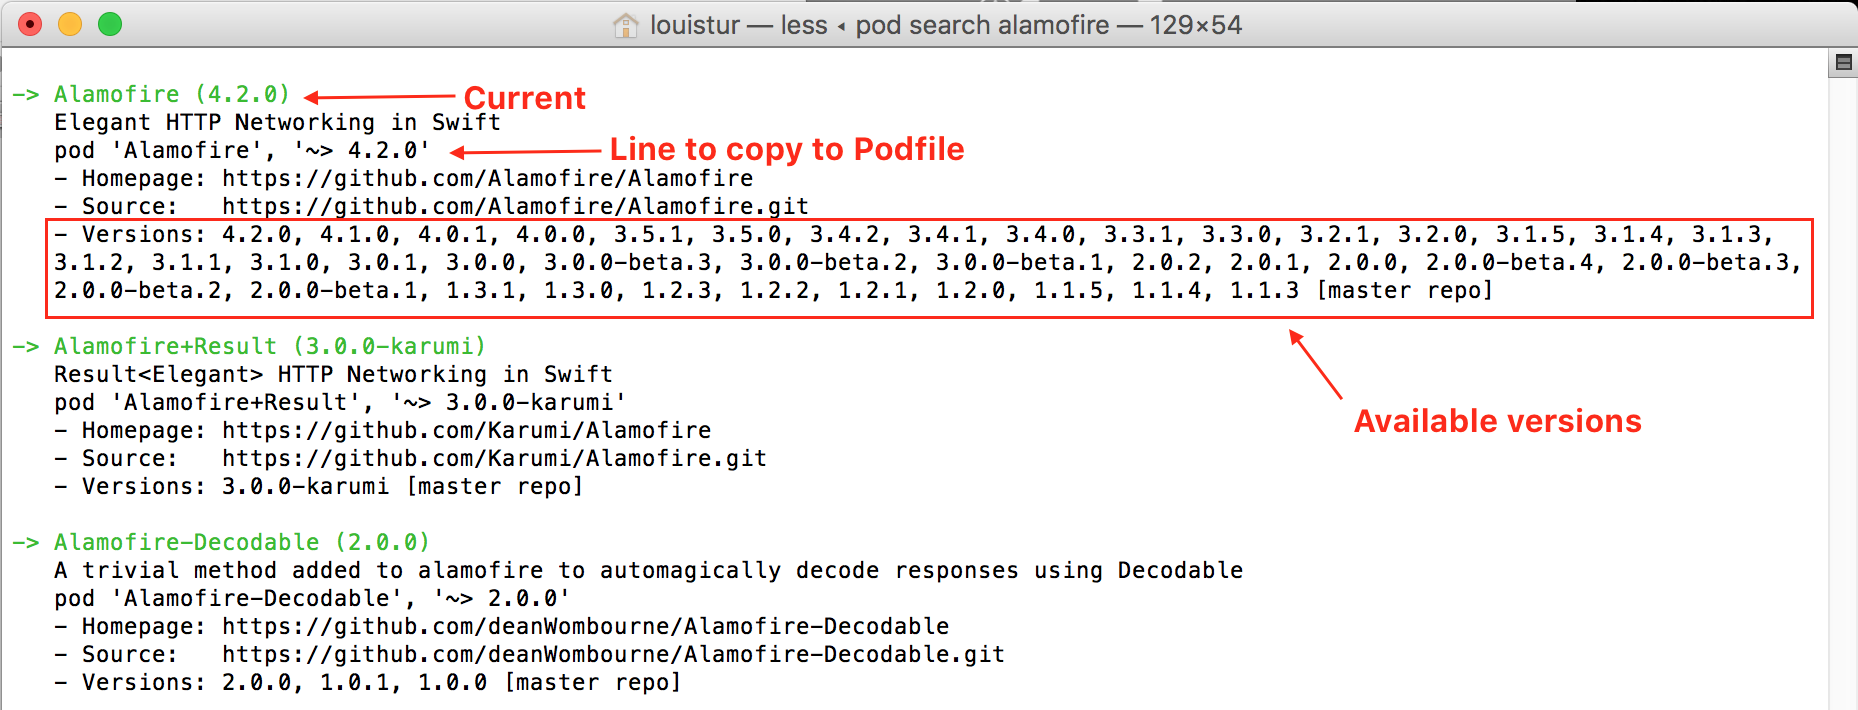 louistur — less ◂ pod search alamofire — 129×54
-> Alamofire (4.2.0)
Current
Elegant HTTP Networking in Swift
pod 'Alamofire', '~> 4.2.0'
Line to copy to Podfile
- Homepage: https://github.com/Alamofire/Alamofire
- Source:   https://github.com/Alamofire/Alamofire.git
- Versions: 4.2.0, 4.1.0, 4.0.1, 4.0.0, 3.5.1, 3.5.0, 3.4.2, 3.4.1, 3.4.0, 3.3.1, 3.3.0, 3.2.1, 3.2.0, 3.1.5, 3.1.4, 3.1.3,
3.1.2, 3.1.1, 3.1.0, 3.0.1, 3.0.0, 3.0.0-beta.3, 3.0.0-beta.2, 3.0.0-beta.1, 2.0.2, 2.0.1, 2.0.0, 2.0.0-beta.4, 2.0.0-beta.3,
2.0.0-beta.2, 2.0.0-beta.1, 1.3.1, 1.3.0, 1.2.3, 1.2.2, 1.2.1, 1.2.0, 1.1.5, 1.1.4, 1.1.3 [master repo]
-> Alamofire+Result (3.0.0-karumi)
Result<Elegant> HTTP Networking in Swift
pod 'Alamofire+Result', '~> 3.0.0-karumi'
Available versions
- Homepage: https://github.com/Karumi/Alamofire
- Source:   https://github.com/Karumi/Alamofire.git
- Versions: 3.0.0-karumi [master repo]
-> Alamofire-Decodable (2.0.0)
A trivial method added to alamofire to automagically decode responses using Decodable
pod 'Alamofire-Decodable', '~> 2.0.0'
- Homepage: https://github.com/deanWombourne/Alamofire-Decodable
- Source:   https://github.com/deanWombourne/Alamofire-Decodable.git
- Versions: 2.0.0, 1.0.1, 1.0.0 [master repo]